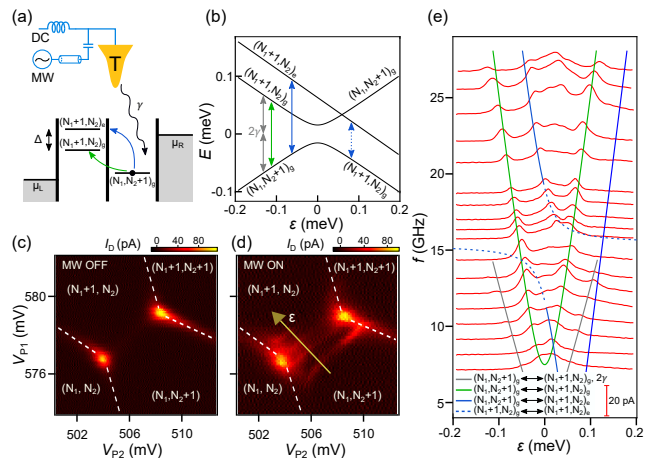 (a)
DC
MW
T
γ
(N₁+1,N₂)e
Δ
(N₁+1,N₂)g
(N₁,N₂+1)g
μL
μR
(b)
E (meV)
0.1
0
-0.1
(N₁+1,N₂)e
(N₁+1,N₂)g
(N₁,N₂+1)g
2γ
(N₁,N₂+1)g
(N₁+1,N₂)g
-0.2 -0.1 0.0 0.1 0.2
ε (meV)
(c)
ID (pA)
0 40 80
MW OFF
(N₁+1,N₂+1)
(N₁+1, N₂)
(N₁, N₂)
(N₁,N₂+1)
VP1 (mV)
580
576
502 506 510
VP2 (mV)
(d)
ID (pA)
0 40 80
MW ON
(N₁+1,N₂+1)
(N₁+1, N₂)
ε
(N₁, N₂)
(N₁,N₂+1)
502 506 510
VP2 (mV)
(e)
f (GHz)
25
20
15
10
5
(N₁,N₂+1)g (N₁+1,N₂)g, 2γ
(N₁,N₂+1)g (N₁+1,N₂)g
(N₁,N₂+1)g (N₁+1,N₂)e
(N₁+1,N₂)g (N₁+1,N₂)e
20 pA
-0.2 -0.1 0 0.1 0.2
ε (meV)